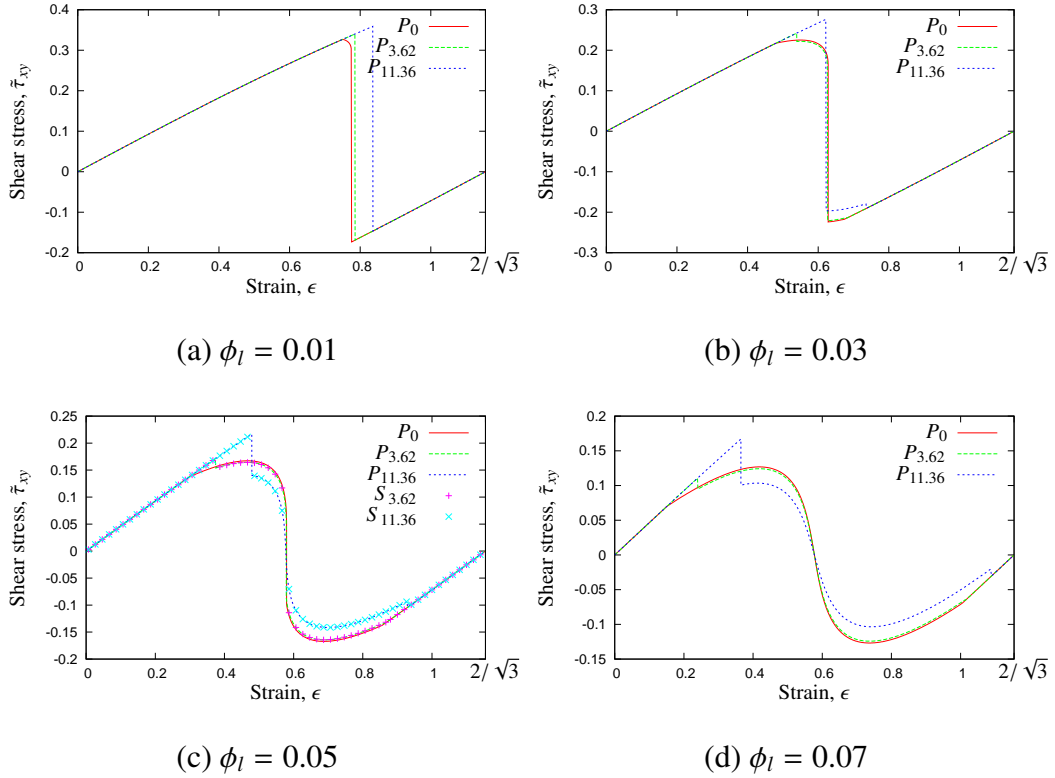 0.4
0.3
0.2
0.1
0
-0.1
-0.2
Shear stress, τ̃xy
0 0.2 0.4 0.6 0.8 1 2/√3
Strain, ϵ
P0
P3.62
P11.36
(a) ϕl = 0.01
0.3
0.2
0.1
0
-0.1
-0.2
-0.3
Shear stress, τ̃xy
0 0.2 0.4 0.6 0.8 1 2/√3
Strain, ϵ
P0
P3.62
P11.36
(b) ϕl = 0.03
0.25
0.2
0.15
0.1
0.05
0
-0.05
-0.1
-0.15
-0.2
Shear stress, τ̃xy
0 0.2 0.4 0.6 0.8 1 2/√3
Strain, ϵ
P0
P3.62
P11.36
S3.62
S11.36
(c) ϕl = 0.05
0.2
0.15
0.1
0.05
0
-0.05
-0.1
-0.15
Shear stress, τ̃xy
0 0.2 0.4 0.6 0.8 1 2/√3
Strain, ϵ
P0
P3.62
P11.36
(d) ϕl = 0.07